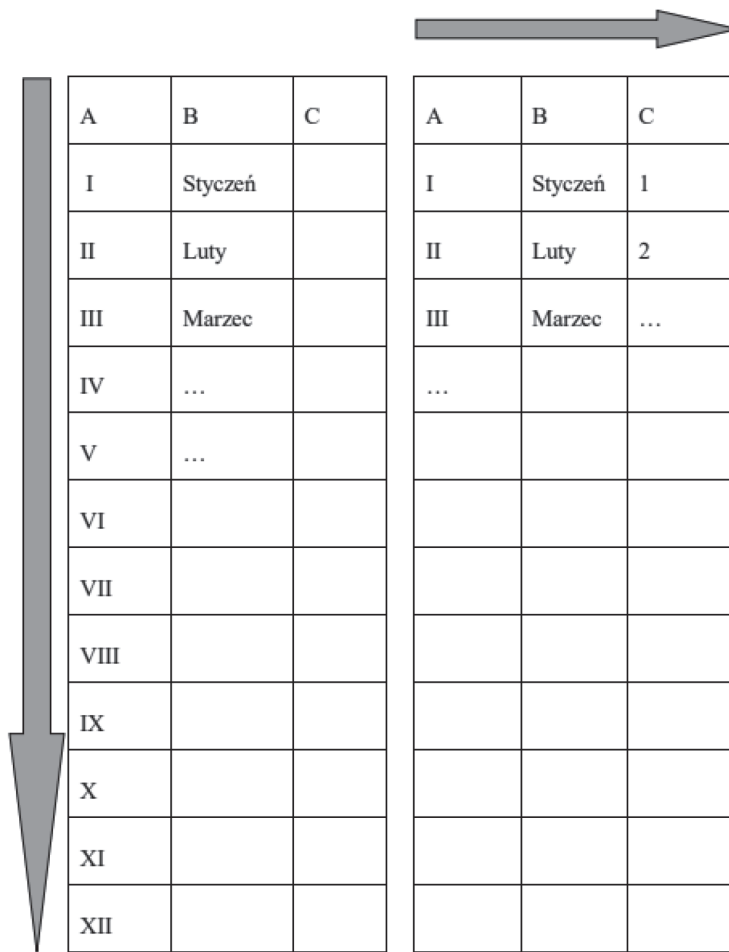 A B C A B C
I Styczeń I Styczeń 1
II Luty II Luty 2
III Marzec III Marzec …
IV … …
V …
VI
VII
VIII
IX
X
XI
XII